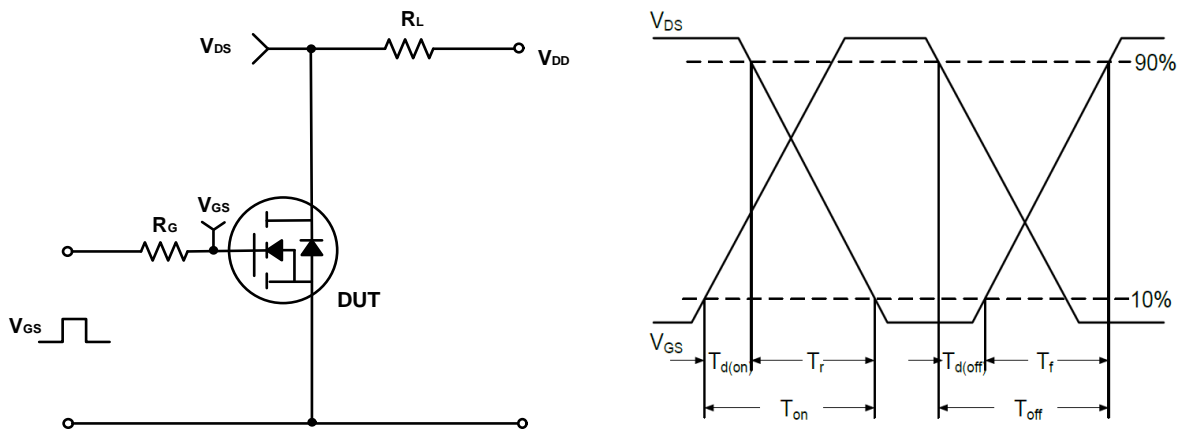 RL
VDS
VDD
VGS
RG
DUT
VGS
VDS
90%
10%
VGS
Td(on)
Tr
Td(off)
Tf
Ton
Toff